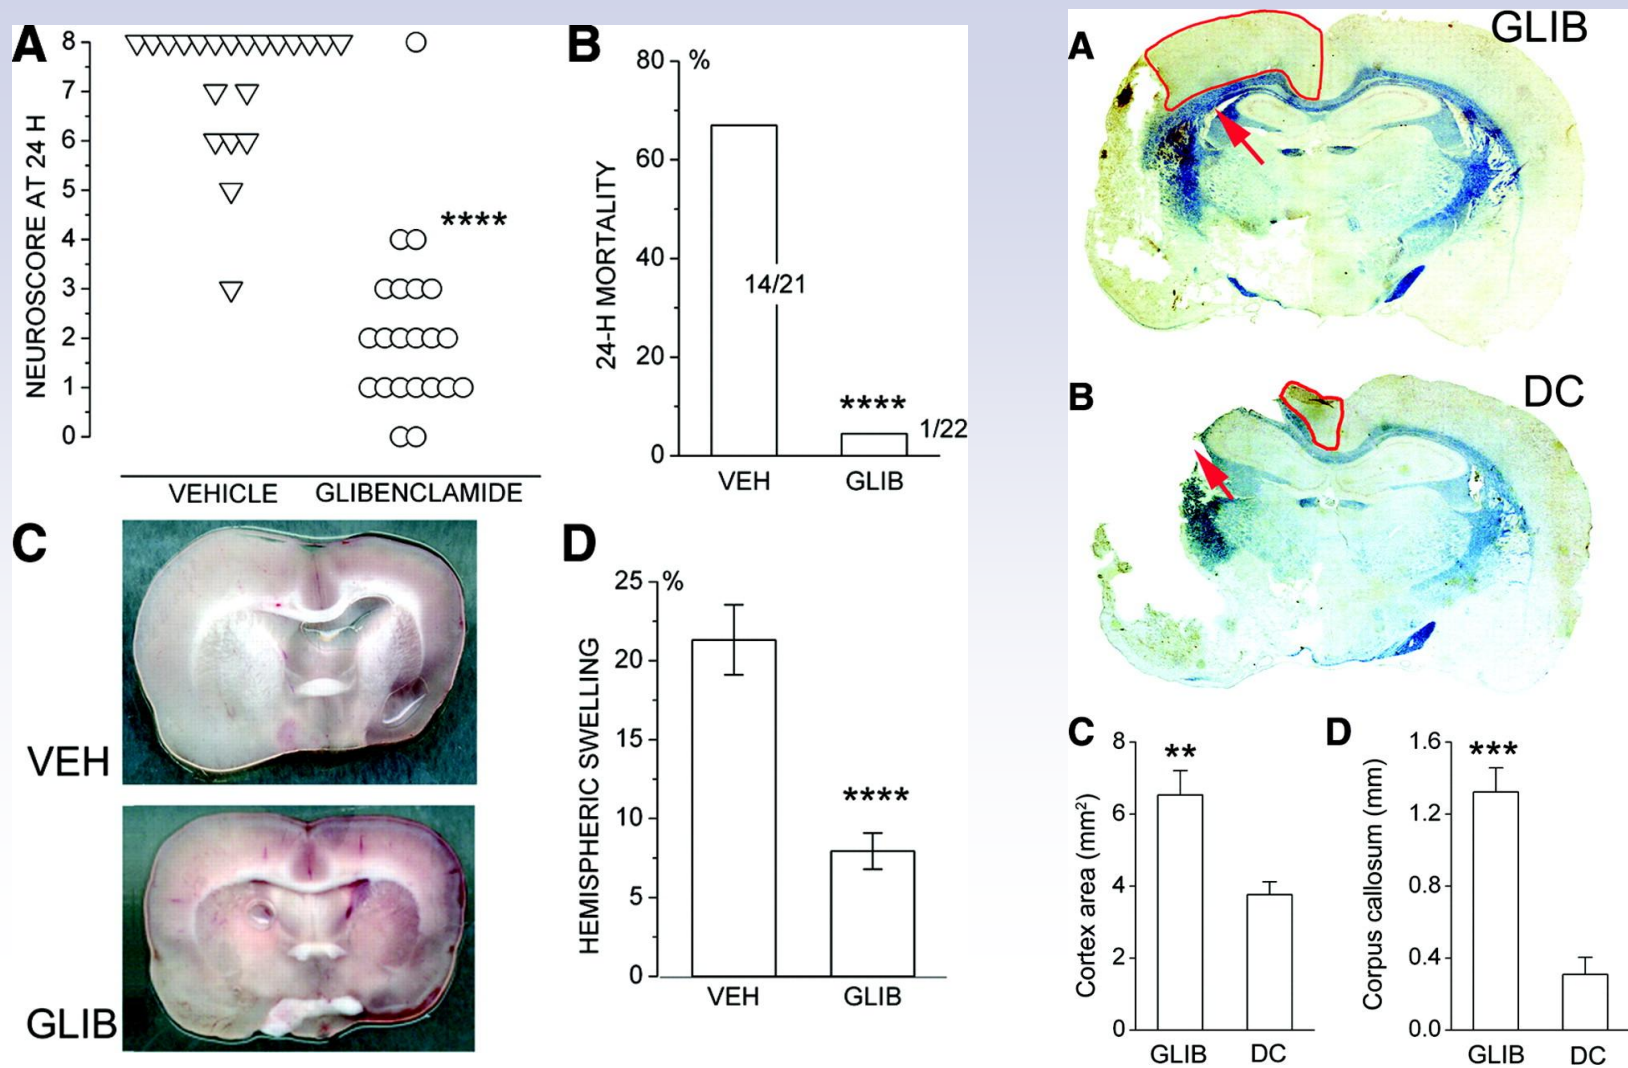 A
NEUROSCORE AT 24 H
8
7
6
5
4
3
2
1
0
****
VEHICLE GLIBENCLAMIDE
B
24-H MORTALITY
%
80
60
40
20
0
14/21
****
1/22
VEH GLIB
C
VEH
GLIB
D
HEMISPHERIC SWELLING
%
25
20
15
10
5
0
****
VEH GLIB
A
GLIB
B
DC
C
Cortex area (mm²)
8
6
4
2
0
**
GLIB DC
D
Corpus callosum (mm)
1.6
1.2
0.8
0.4
0.0
***
GLIB DC